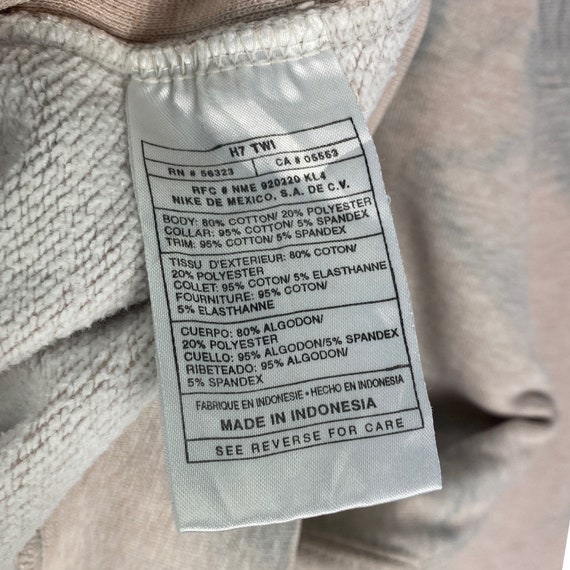 H7 TWI
RN # 56323 CA # 05553
RFC # NME 920220 KL4
NIKE DE MEXICO, S.A. DE C.V.
BODY: 80% COTTON/ 20% POLYESTER
COLLAR: 95% COTTON/ 5% SPANDEX
TRIM: 95% COTTON/ 5% SPANDEX
TISSU D'EXTERIEUR: 80% COTON/
20% POLYESTER
COLLET: 95% COTON/ 5% ELASTHANNE
FOURNITURE: 95% COTON/
5% ELASTHANNE
CUERPO: 80% ALGODON/
20% POLYESTER
CUELLO: 95% ALGODON/5% SPANDEX
RIBETEADO: 95% ALGODON/
5% SPANDEX
FABRIQUE EN INDONESIE • HECHO EN INDONESIA
MADE IN INDONESIA
SEE REVERSE FOR CARE